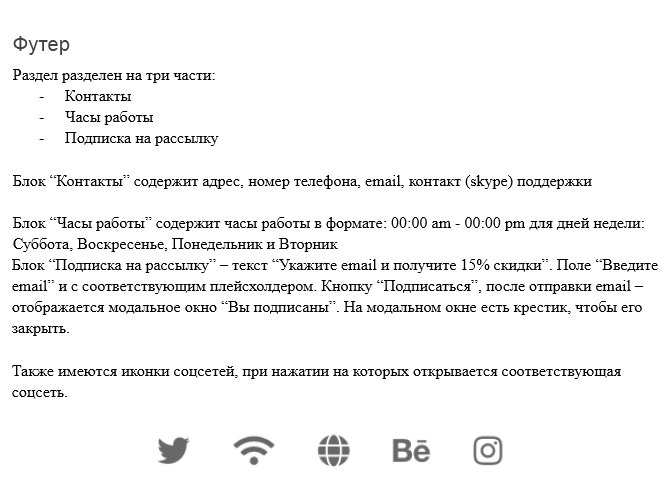 Футер
Раздел разделен на три части:
- Контакты
- Часы работы
- Подписка на рассылку
Блок “Контакты” содержит адрес, номер телефона, email, контакт (skype) поддержки
Блок “Часы работы” содержит часы работы в формате: 00:00 am - 00:00 pm для дней недели:
Суббота, Воскресенье, Понедельник и Вторник
Блок “Подписка на рассылку” – текст “Укажите email и получите 15% скидки”. Поле “Введите
email” и с соответствующим плейсхолдером. Кнопку “Подписаться”, после отправки email –
отображается модальное окно “Вы подписаны”. На модальном окне есть крестик, чтобы его
закрыть.
Также имеются иконки соцсетей, при нажатии на которых открывается соответствующая
соцсеть.
Bē